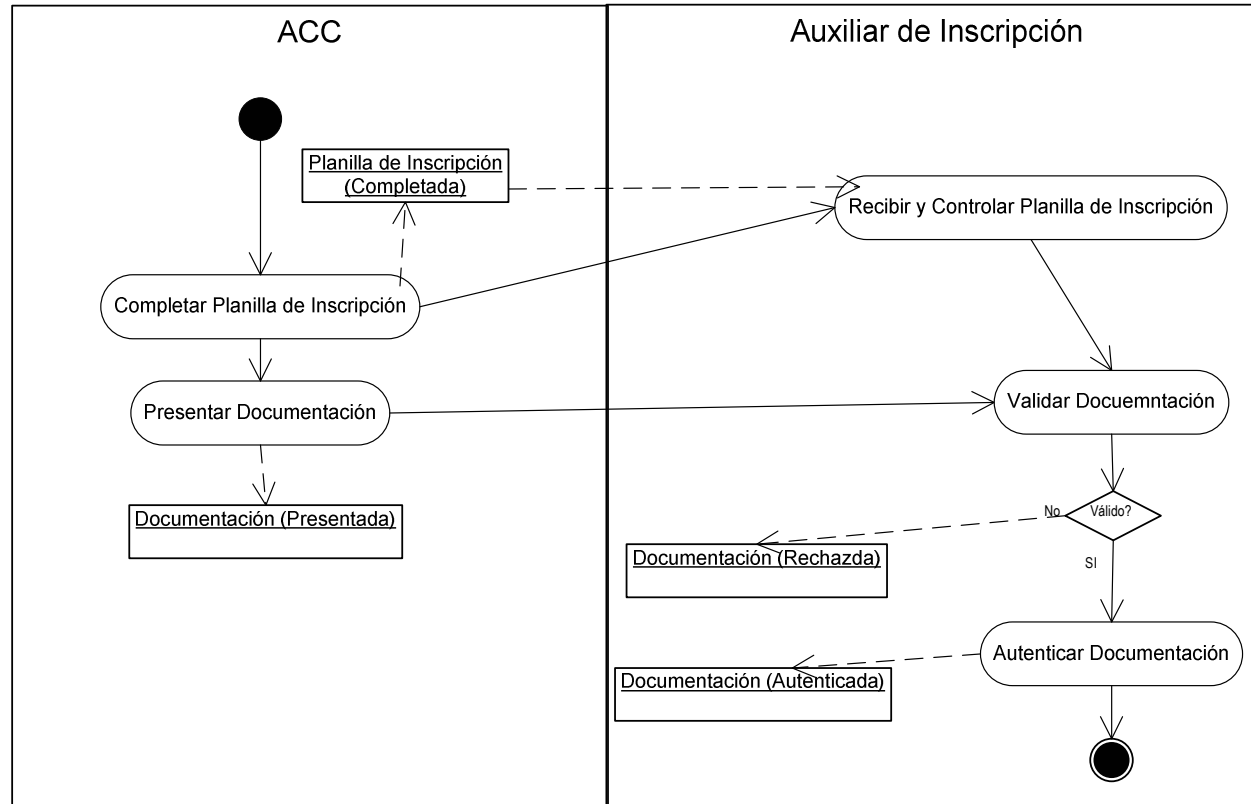 ACC
Auxiliar de Inscripción
Planilla de Inscripción
(Completada)
Recibir y Controlar Planilla de Inscripción
Completar Planilla de Inscripción
Presentar Documentación
Validar Docuemntación
Documentación (Presentada)
No
Válido?
Documentación (Rechazda)
SI
Autenticar Documentación
Documentación (Autenticada)